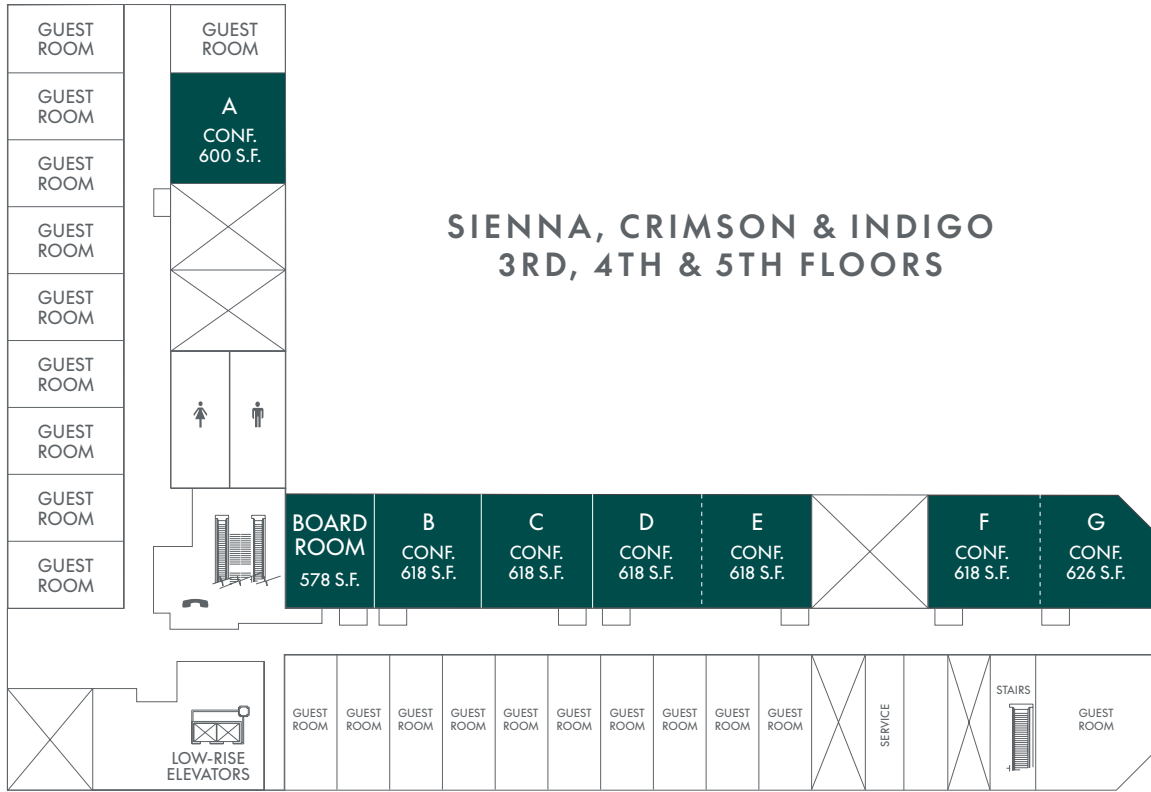 GUEST
ROOM
GUEST
ROOM
GUEST
ROOM
A
CONF.
600 S.F.
GUEST
ROOM
GUEST
ROOM
GUEST
ROOM
GUEST
ROOM
GUEST
ROOM
GUEST
ROOM
GUEST
ROOM
SIENNA, CRIMSON & INDIGO
3RD, 4TH & 5TH FLOORS
BOARD
ROOM
578 S.F.
B
CONF.
618 S.F.
C
CONF.
618 S.F.
D
CONF.
618 S.F.
E
CONF.
618 S.F.
F
CONF.
618 S.F.
G
CONF.
626 S.F.
LOW-RISE
ELEVATORS
GUEST
ROOM
GUEST
ROOM
GUEST
ROOM
GUEST
ROOM
GUEST
ROOM
GUEST
ROOM
GUEST
ROOM
GUEST
ROOM
GUEST
ROOM
GUEST
ROOM
SERVICE
STAIRS
GUEST
ROOM